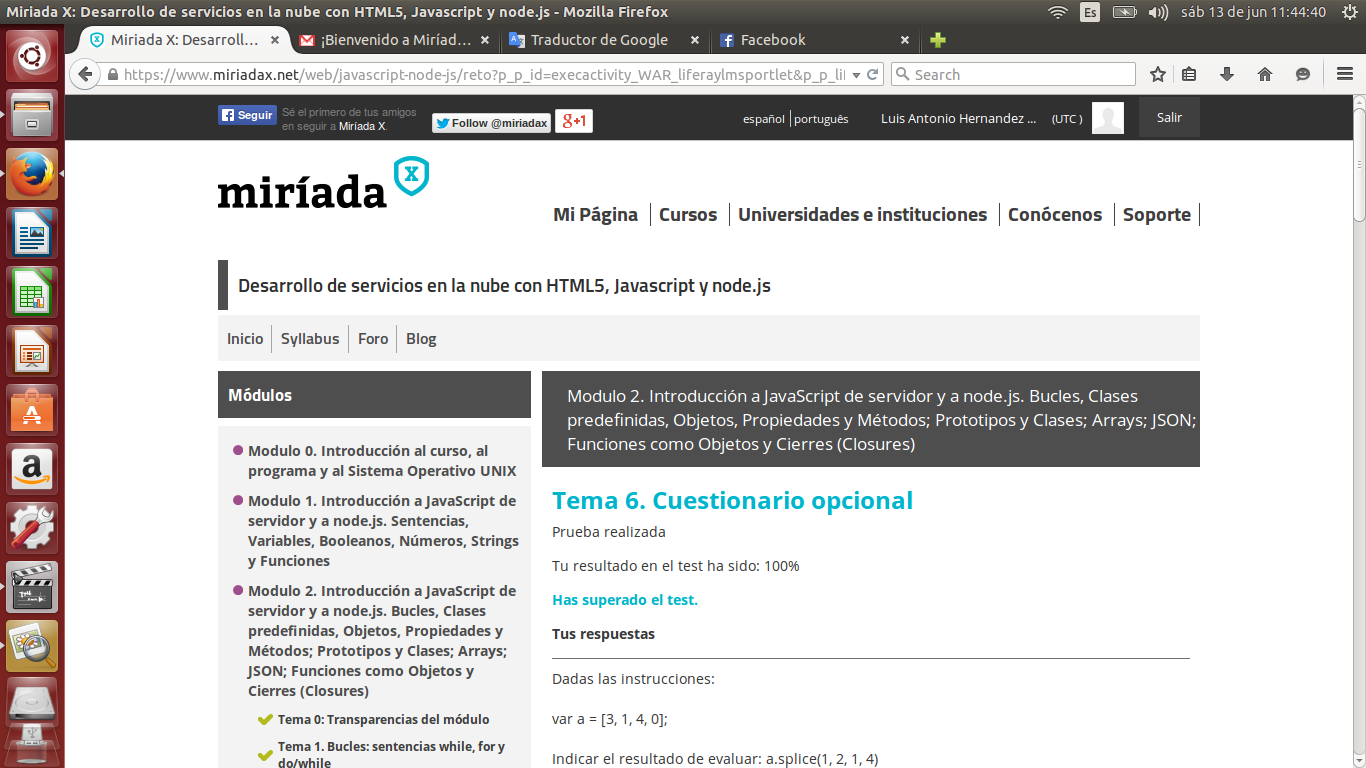 Miriada X: Desarrollo de servicios en la nube con HTML5, Javascript y node.js - Mozilla Firefox
Es
sáb 13 de jun 11:44:40
Miriada X: Desarroll...
¡Bienvenido a Miríad...
Traductor de Google
Facebook
https://www.miriadax.net/web/javascript-node-js/reto?p_p_id=execactivity_WAR_liferaylmsportlet&p_p_li
Search
Seguir
Sé el primero de tus amigos
en seguir a Miríada X.
Follow @miriadax
g+1
español
português
Luis Antonio Hernandez ...
(UTC )
Salir
miríada
X
Mi Página
Cursos
Universidades e instituciones
Conócenos
Soporte
Desarrollo de servicios en la nube con HTML5, Javascript y node.js
Inicio
Syllabus
Foro
Blog
Módulos
Modulo 0. Introducción al curso, al
programa y al Sistema Operativo UNIX
Modulo 1. Introducción a JavaScript de
servidor y a node.js. Sentencias,
Variables, Booleanos, Números, Strings
y Funciones
Modulo 2. Introducción a JavaScript de
servidor y a node.js. Bucles, Clases
predefinidas, Objetos, Propiedades y
Métodos; Prototipos y Clases; Arrays;
JSON; Funciones como Objetos y
Cierres (Closures)
Tema 0: Transparencias del módulo
Tema 1. Bucles: sentencias while, for y
do/while
Modulo 2. Introducción a JavaScript de servidor y a node.js. Bucles, Clases
predefinidas, Objetos, Propiedades y Métodos; Prototipos y Clases; Arrays; JSON;
Funciones como Objetos y Cierres (Closures)
Tema 6. Cuestionario opcional
Prueba realizada
Tu resultado en el test ha sido: 100%
Has superado el test.
Tus respuestas
Dadas las instrucciones:
var a = [3, 1, 4, 0];
Indicar el resultado de evaluar: a.splice(1, 2, 1, 4)